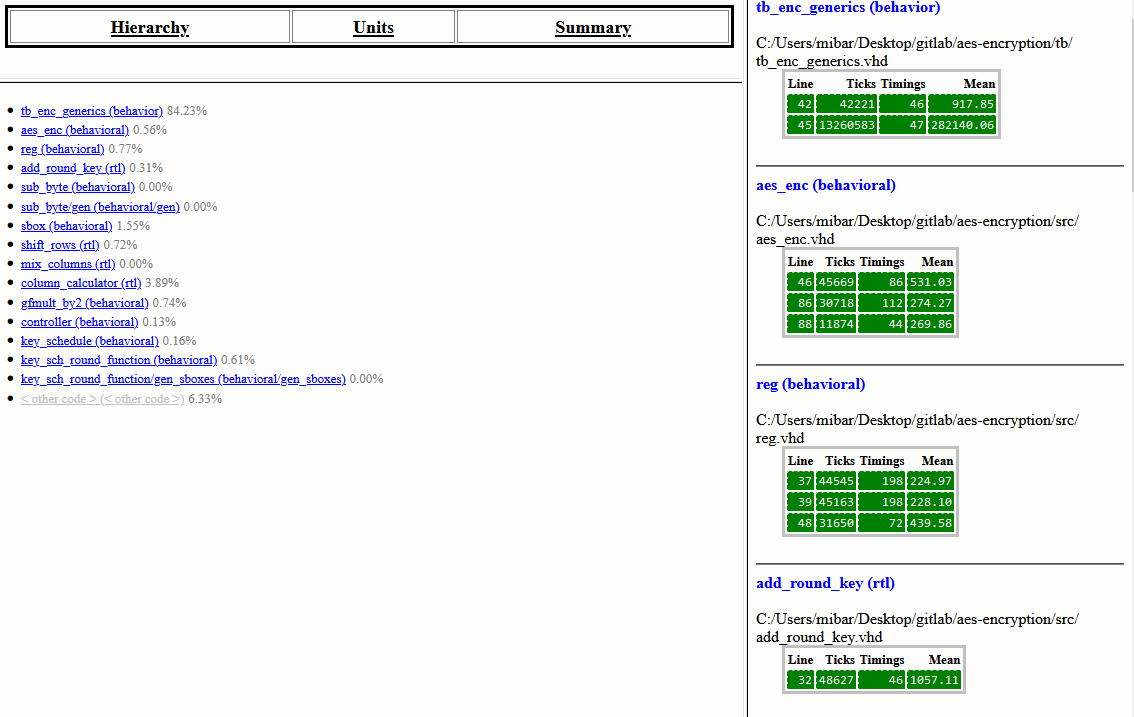 Hierarchy Units Summary
tb_enc_generics (behavior) 84.23%
aes_enc (behavioral) 0.56%
reg (behavioral) 0.77%
add_round_key (rtl) 0.31%
sub_byte (behavioral) 0.00%
sub_byte/gen (behavioral/gen) 0.00%
sbox (behavioral) 1.55%
shift_rows (rtl) 0.72%
mix_columns (rtl) 0.00%
column_calculator (rtl) 3.89%
gfmult_by2 (behavioral) 0.74%
controller (behavioral) 0.13%
key_schedule (behavioral) 0.16%
key_sch_round_function (behavioral) 0.61%
key_sch_round_function/gen_sboxes (behavioral/gen_sboxes) 0.00%
< other code > (< other code >) 6.33%
tb_enc_generics (behavior)
C:/Users/mibar/Desktop/gitlab/aes-encryption/tb/
tb_enc_generics.vhd
Line Ticks Timings Mean
42 42221 46 917.85
45 13260583 47 282140.06
aes_enc (behavioral)
C:/Users/mibar/Desktop/gitlab/aes-encryption/src/
aes_enc.vhd
Line Ticks Timings Mean
46 45669 86 531.03
86 30718 112 274.27
88 11874 44 269.86
reg (behavioral)
C:/Users/mibar/Desktop/gitlab/aes-encryption/src/
reg.vhd
Line Ticks Timings Mean
37 44545 198 224.97
39 45163 198 228.10
48 31650 72 439.58
add_round_key (rtl)
C:/Users/mibar/Desktop/gitlab/aes-encryption/src/
add_round_key.vhd
Line Ticks Timings Mean
32 48627 46 1057.11